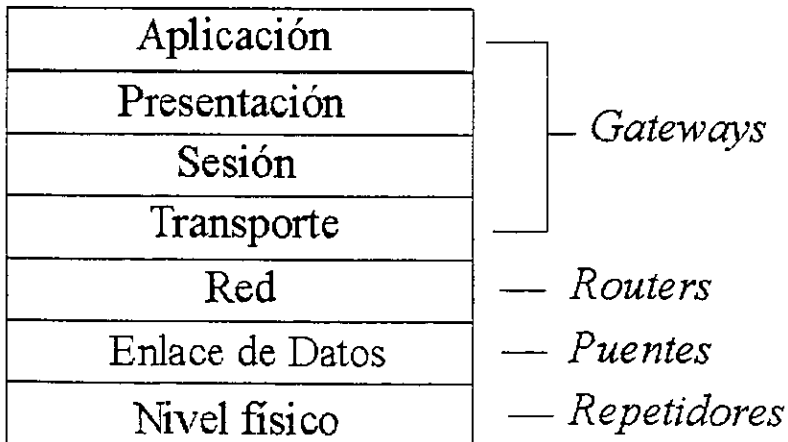 Aplicación
Presentación
Sesión
Transporte
Gateways
Red — Routers
Enlace de Datos — Puentes
Nivel físico — Repetidores